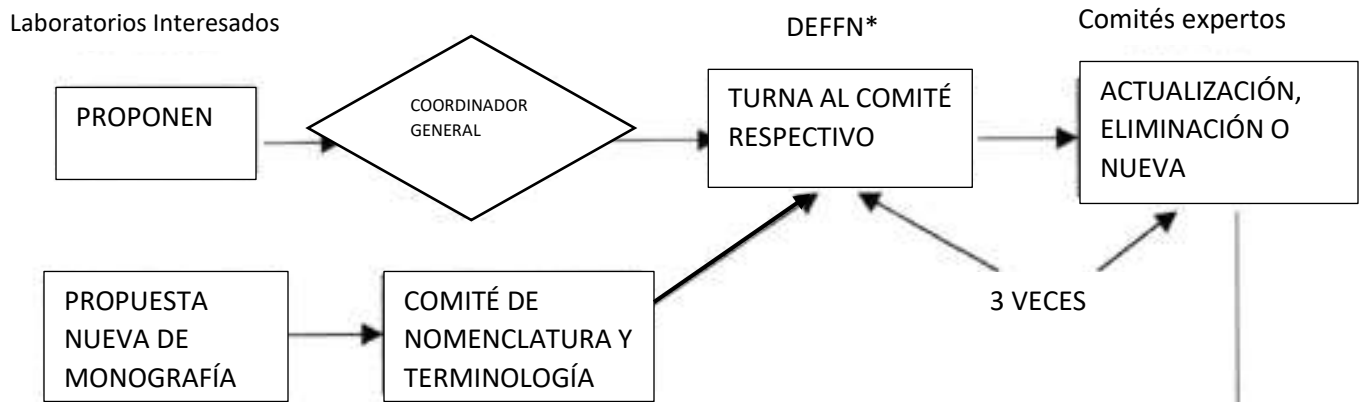 Laboratorios Interesados
DEFFN*
Comités expertos
PROPONEN
COORDINADOR
GENERAL
TURNA AL COMITÉ
RESPECTIVO
ACTUALIZACIÓN,
ELIMINACIÓN O
NUEVA
PROPUESTA
NUEVA DE
MONOGRAFÍA
COMITÉ DE
NOMENCLATURA Y
TERMINOLOGÍA
3 VECES